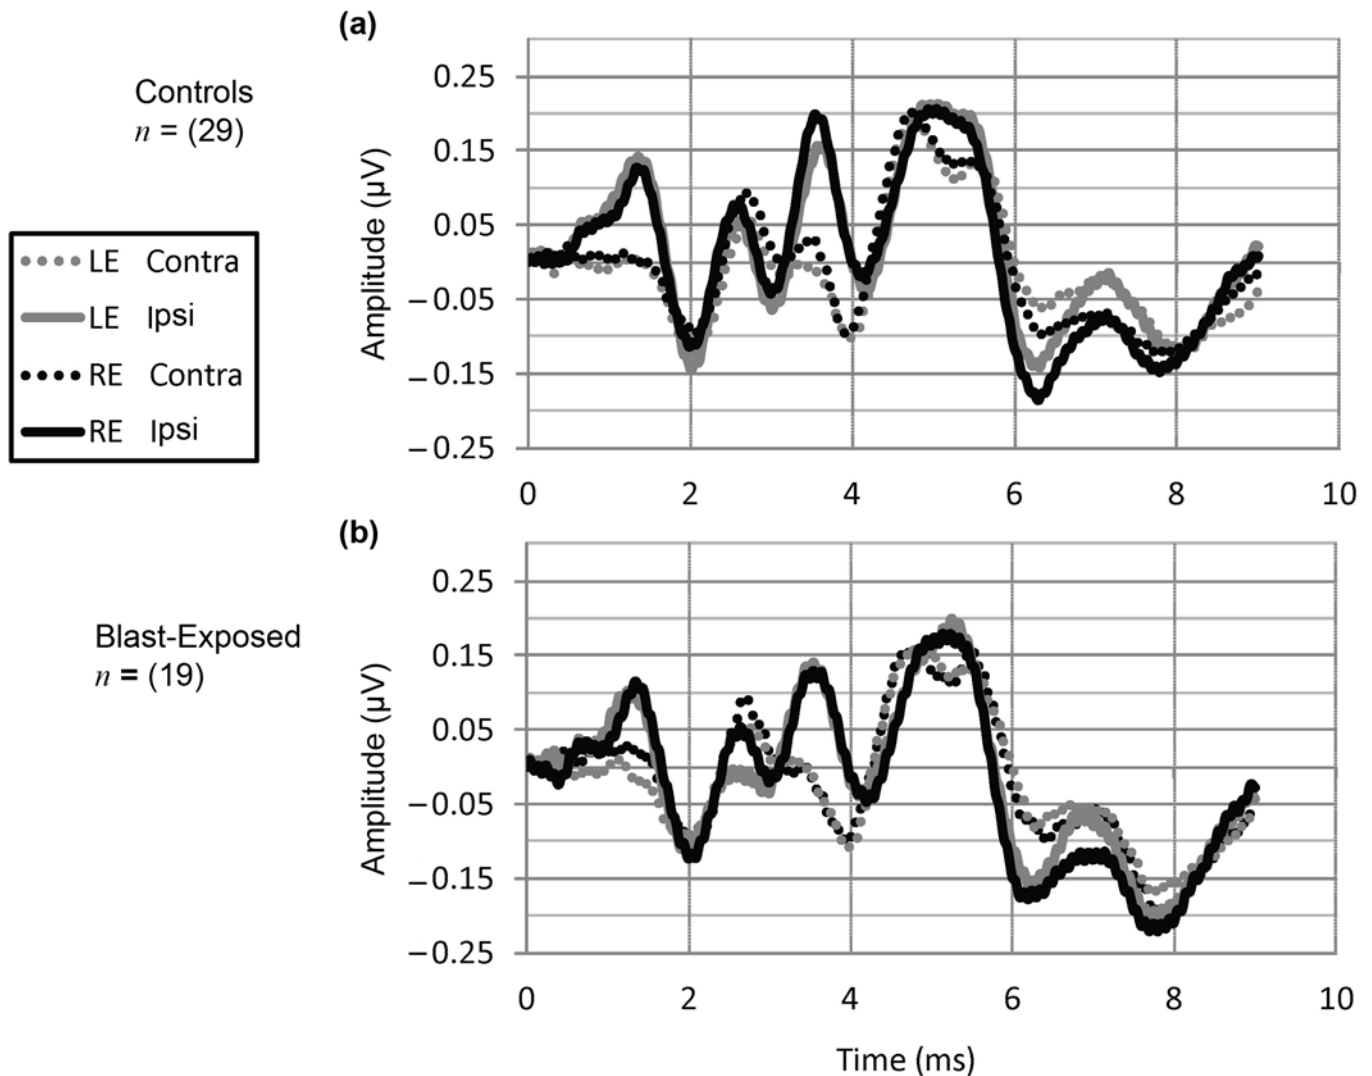 (a)
Controls
n = (29)
LE Contra
LE Ipsi
RE Contra
RE Ipsi
Amplitude (µV)
0.25
0.15
0.05
−0.05
−0.15
−0.25
0 2 4 6 8 10
(b)
Blast-Exposed
n = (19)
Amplitude (µV)
0.25
0.15
0.05
−0.05
−0.15
−0.25
0 2 4 6 8 10
Time (ms)